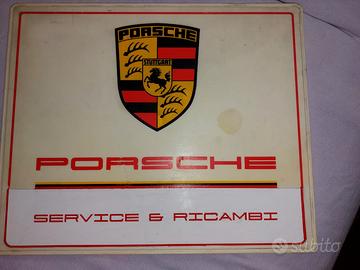 PORSCHE
STUTTGART
PORSCHE
SERVICE & RICAMBI
subito